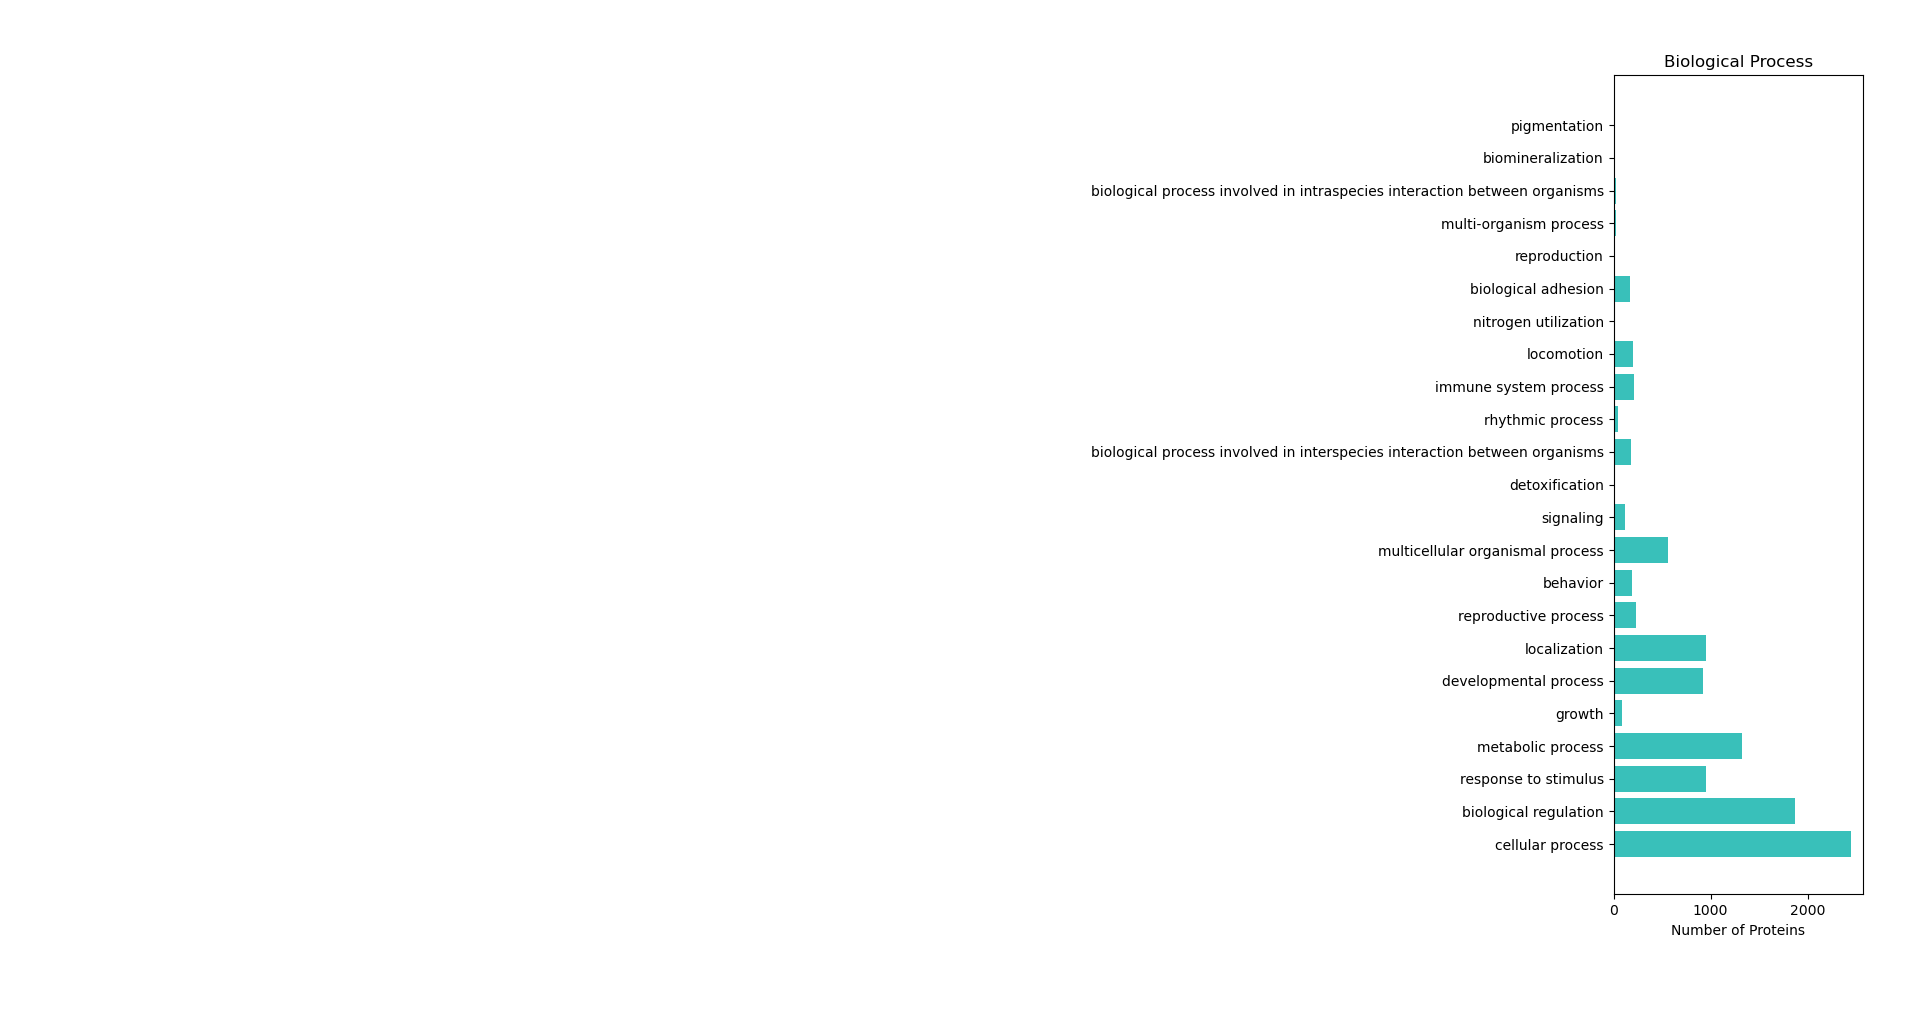 Biological Process
pigmentation
biomineralization
biological process involved in intraspecies interaction between organisms
multi-organism process
reproduction
biological adhesion
nitrogen utilization
locomotion
immune system process
rhythmic process
biological process involved in interspecies interaction between organisms
detoxification
signaling
multicellular organismal process
behavior
reproductive process
localization
developmental process
growth
metabolic process
response to stimulus
biological regulation
cellular process
0 1000 2000
Number of Proteins